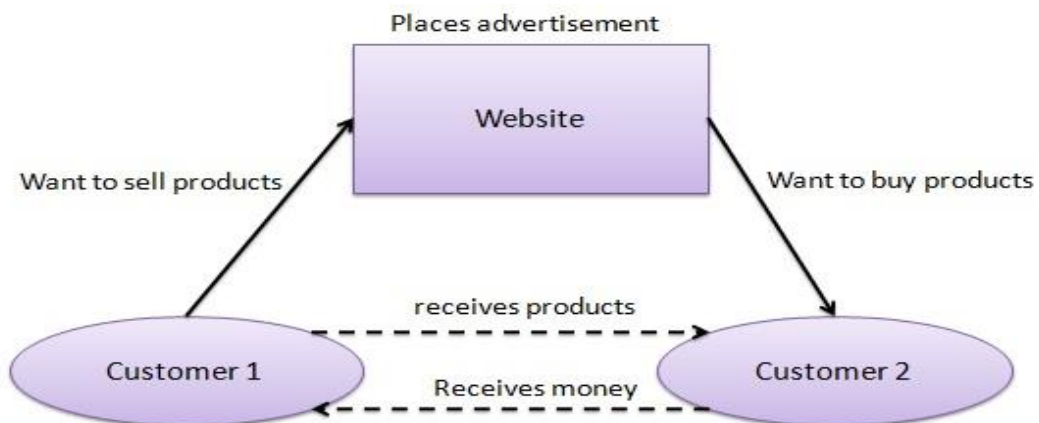 Places advertisement
Website
Want to sell products
Want to buy products
receives products
Customer 1
Customer 2
Receives money